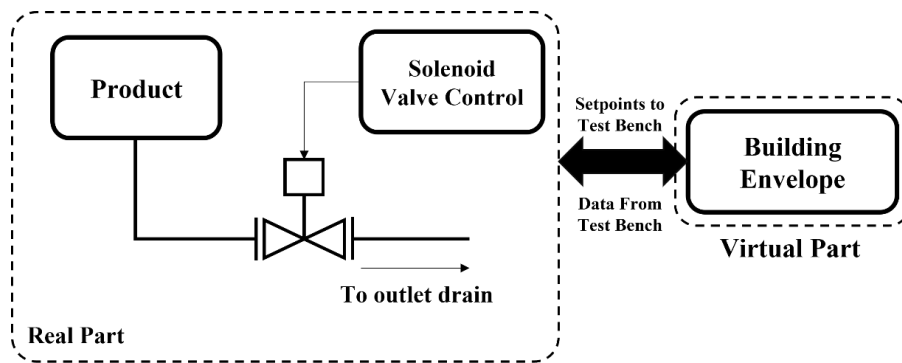 Product
Solenoid
Valve Control
Setpoints to
Test Bench
Building
Envelope
Data From
Test Bench
Virtual Part
To outlet drain
Real Part